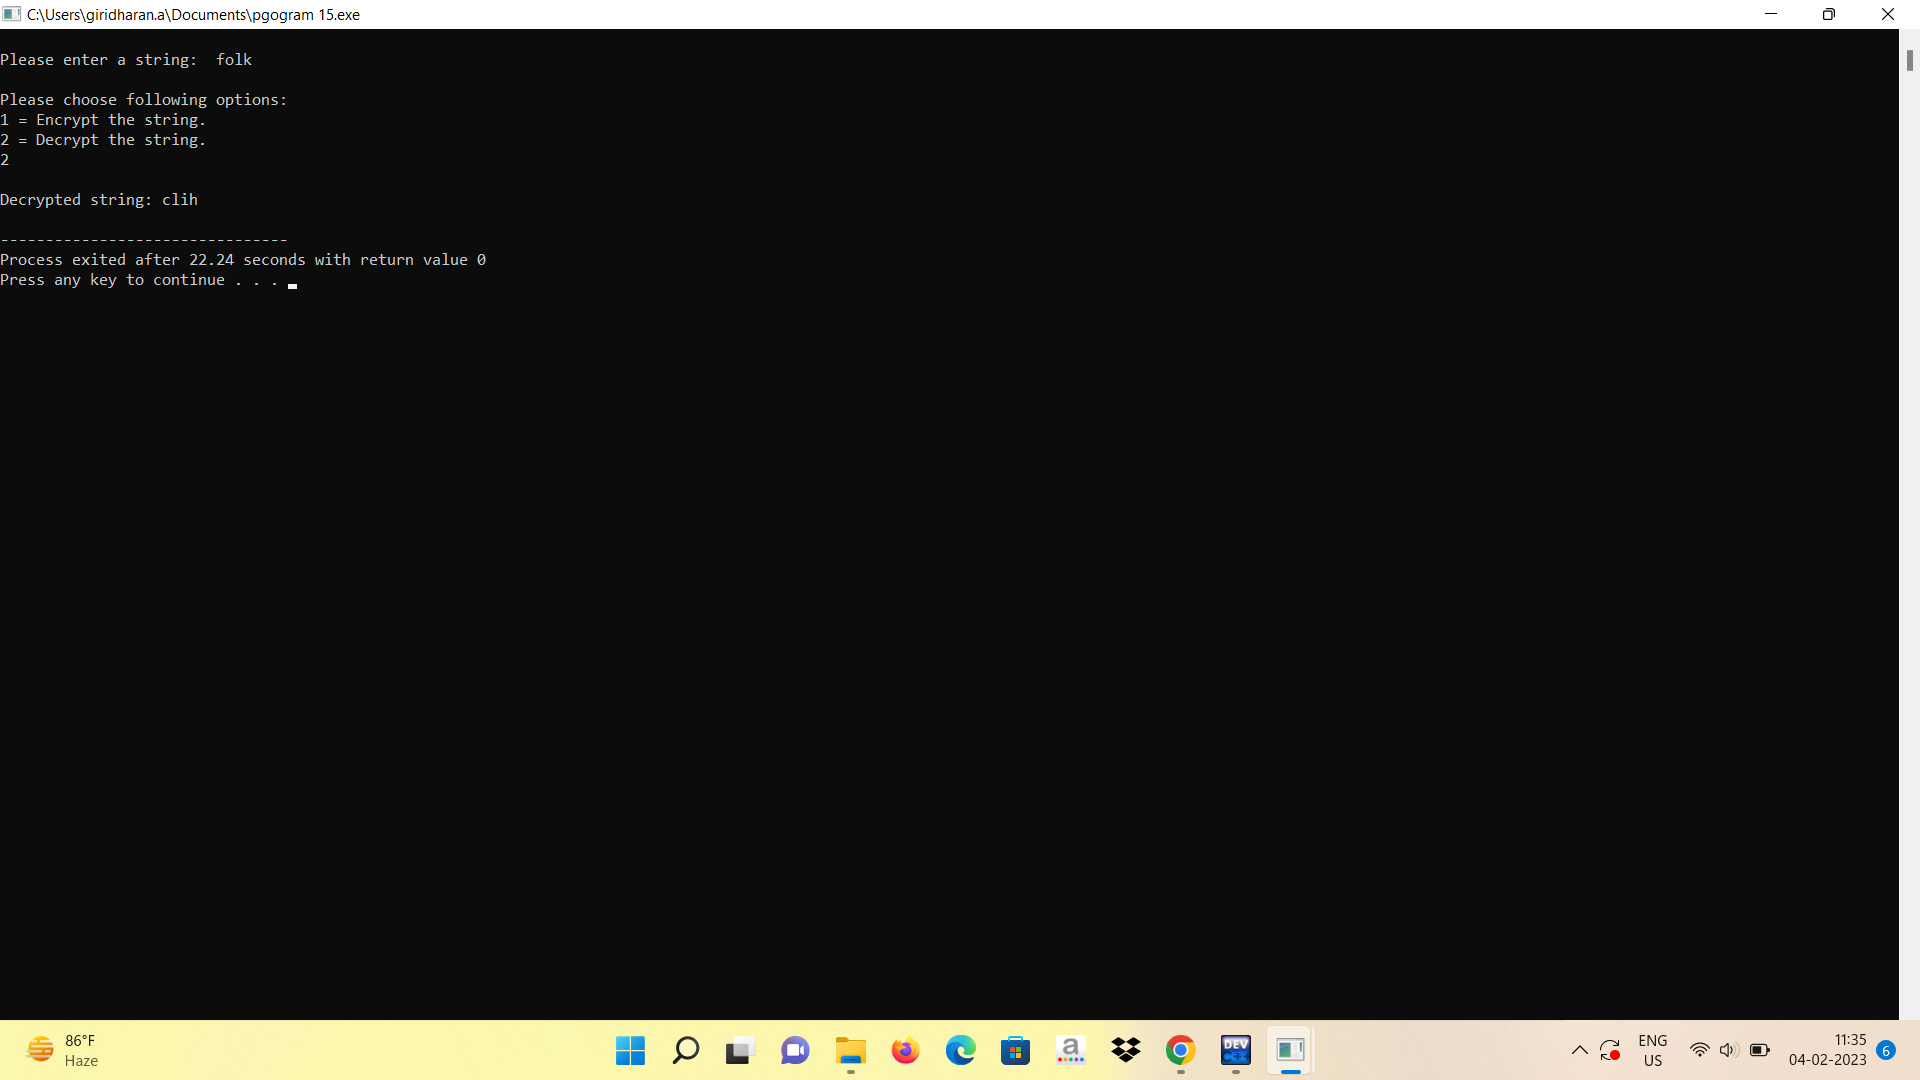 C:\Users\giridharan.a\Documents\pgogram 15.exe
Please enter a string:  folk
Please choose following options:
1 = Encrypt the string.
2 = Decrypt the string.
2
Decrypted string: clih
--------------------------------
Process exited after 22.24 seconds with return value 0
Press any key to continue . . .
86°F
Haze
a
DEV
C++
ENG
US
11:35
04-02-2023
6